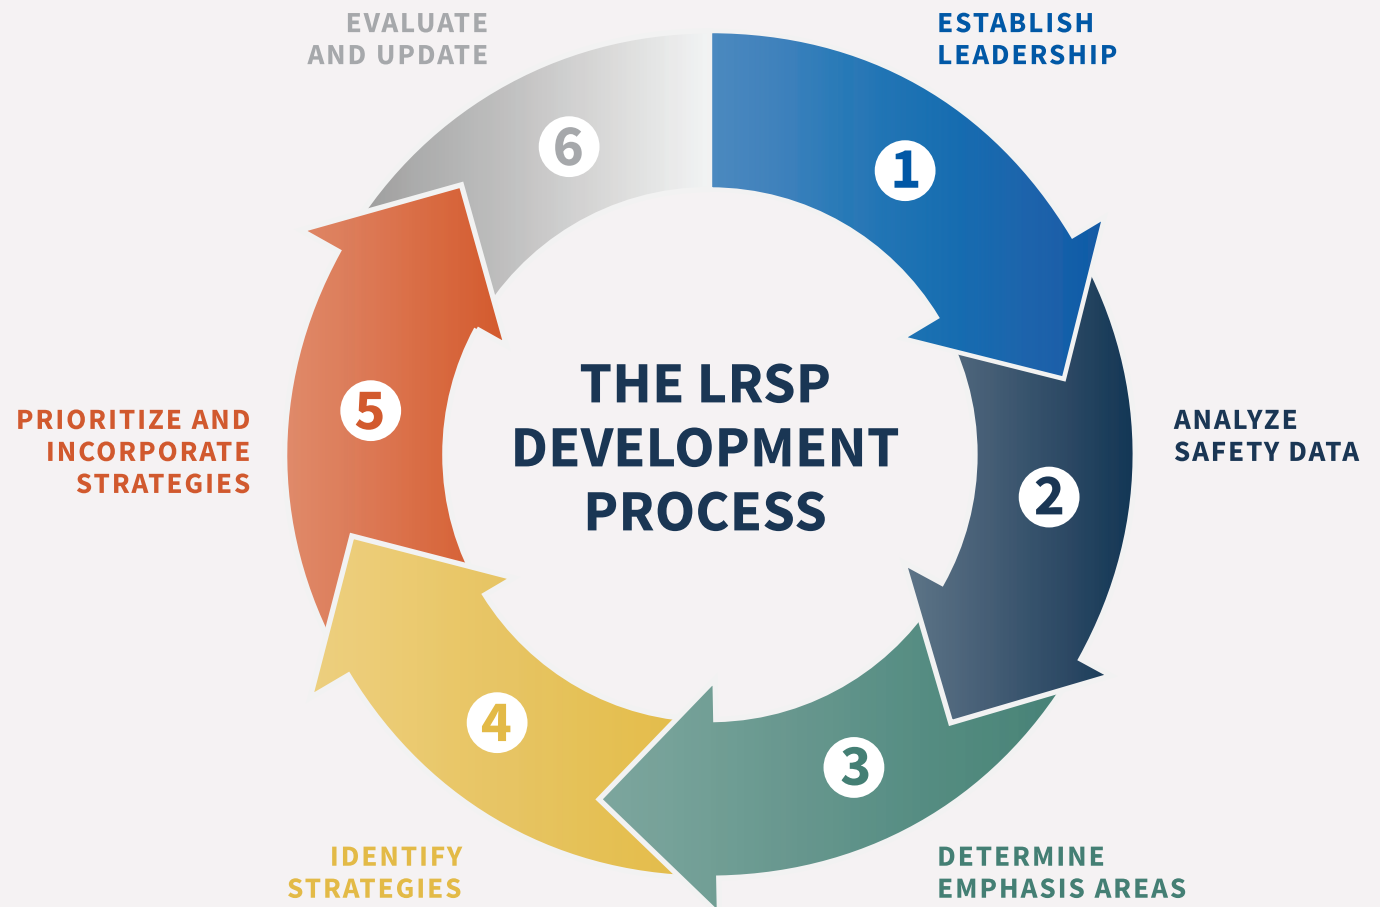 THE LRSP
DEVELOPMENT
PROCESS
1
ESTABLISH
LEADERSHIP
2
ANALYZE
SAFETY DATA
3
DETERMINE
EMPHASIS AREAS
4
IDENTIFY
STRATEGIES
5
PRIORITIZE AND
INCORPORATE
STRATEGIES
6
EVALUATE
AND UPDATE